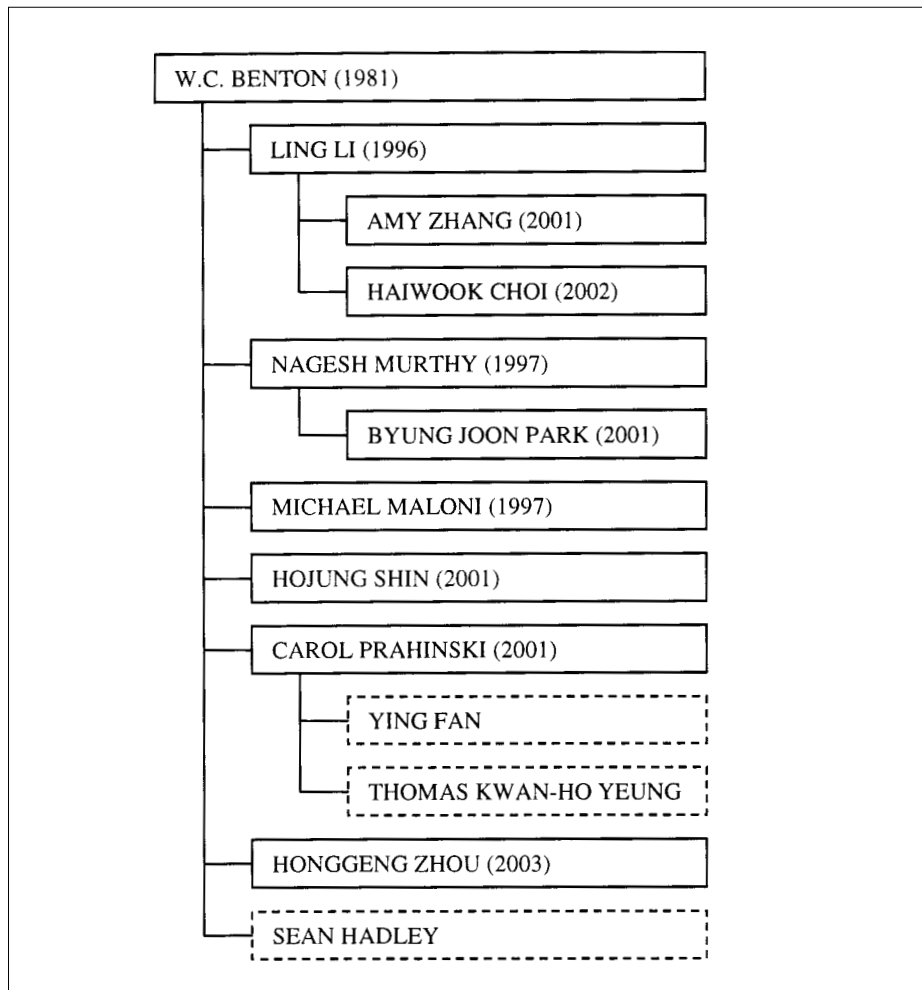 W.C. BENTON (1981)
LING LI (1996)
AMY ZHANG (2001)
HAIWOOK CHOI (2002)
NAGESH MURTHY (1997)
BYUNG JOON PARK (2001)
MICHAEL MALONI (1997)
HOJUNG SHIN (2001)
CAROL PRAHINSKI (2001)
YING FAN
THOMAS KWAN-HO YEUNG
HONGGENG ZHOU (2003)
SEAN HADLEY